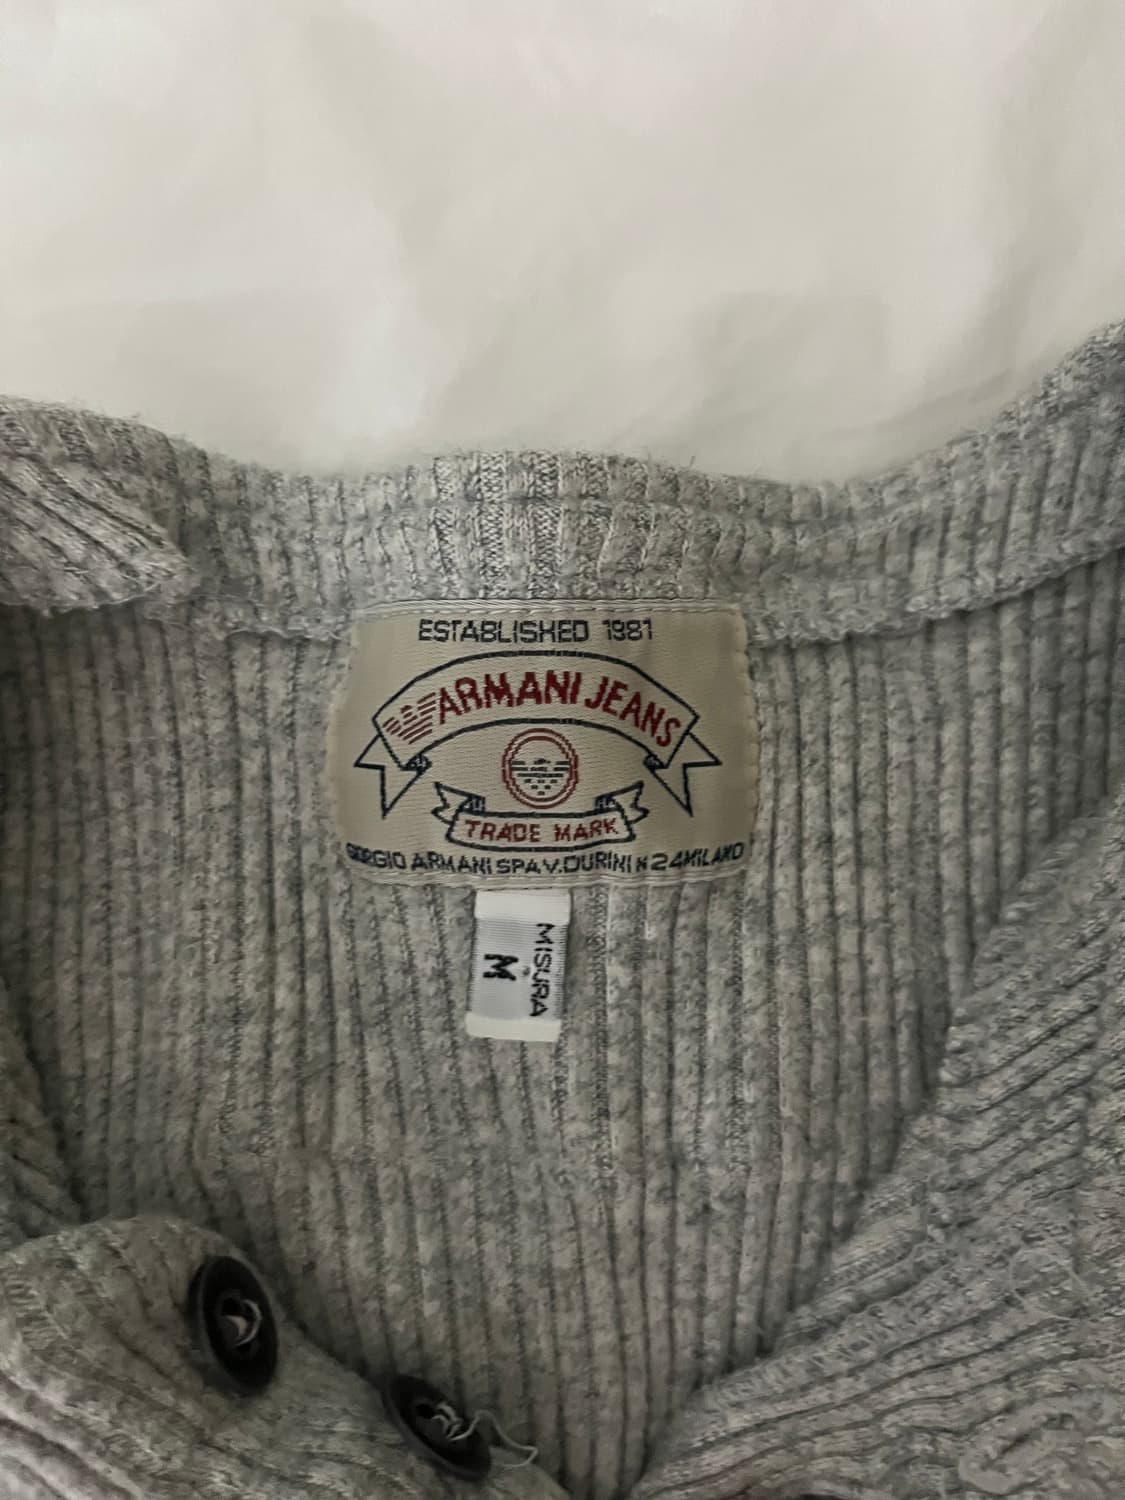 ESTABLISHED 1981
ARMANI JEANS
TRADE MARK
GIORGIO ARMANI SPA.V.DURINI N 24 MILANO
MISURA
M